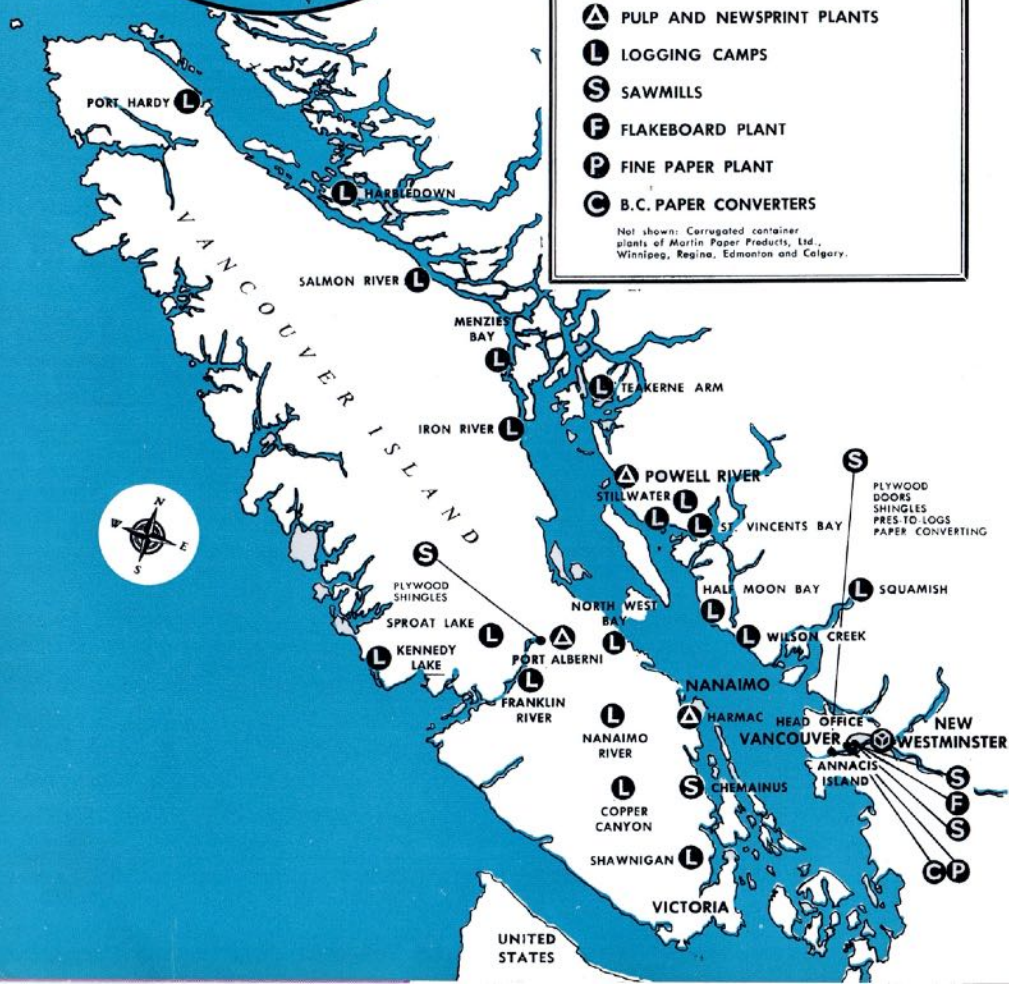 PULP AND NEWSPRINT PLANTS
L LOGGING CAMPS
S SAWMILLS
F FLAKEBOARD PLANT
P FINE PAPER PLANT
C B.C. PAPER CONVERTERS
Not shown: Corrugated container
plants of Martin Paper Products, Ltd.,
Winnipeg, Regina, Edmonton and Calgary.
PORT HARDY L
L HARBLEDOWN
VANCOUVER ISLAND
SALMON RIVER L
MENZIES
BAY
L
L TEAKERNE ARM
IRON RIVER L
POWELL RIVER
STILLWATER L
L
L ST. VINCENTS BAY
S
PLYWOOD
DOORS
SHINGLES
PRES-TO-LOGS
PAPER CONVERTING
N
W
E
S
S
PLYWOOD
SHINGLES
HALF MOON BAY
L
L SQUAMISH
NORTH WEST
BAY
L
SPROAT LAKE L
L WILSON CREEK
L KENNEDY
LAKE
PORT ALBERNI
L
FRANKLIN
RIVER
NANAIMO
L
NANAIMO
RIVER
HARMAC
HEAD OFFICE
VANCOUVER
NEW
WESTMINSTER
ANNACIS
ISLAND
S
F
S
C P
L
COPPER
CANYON
S CHEMAINUS
SHAWNIGAN L
VICTORIA
UNITED
STATES